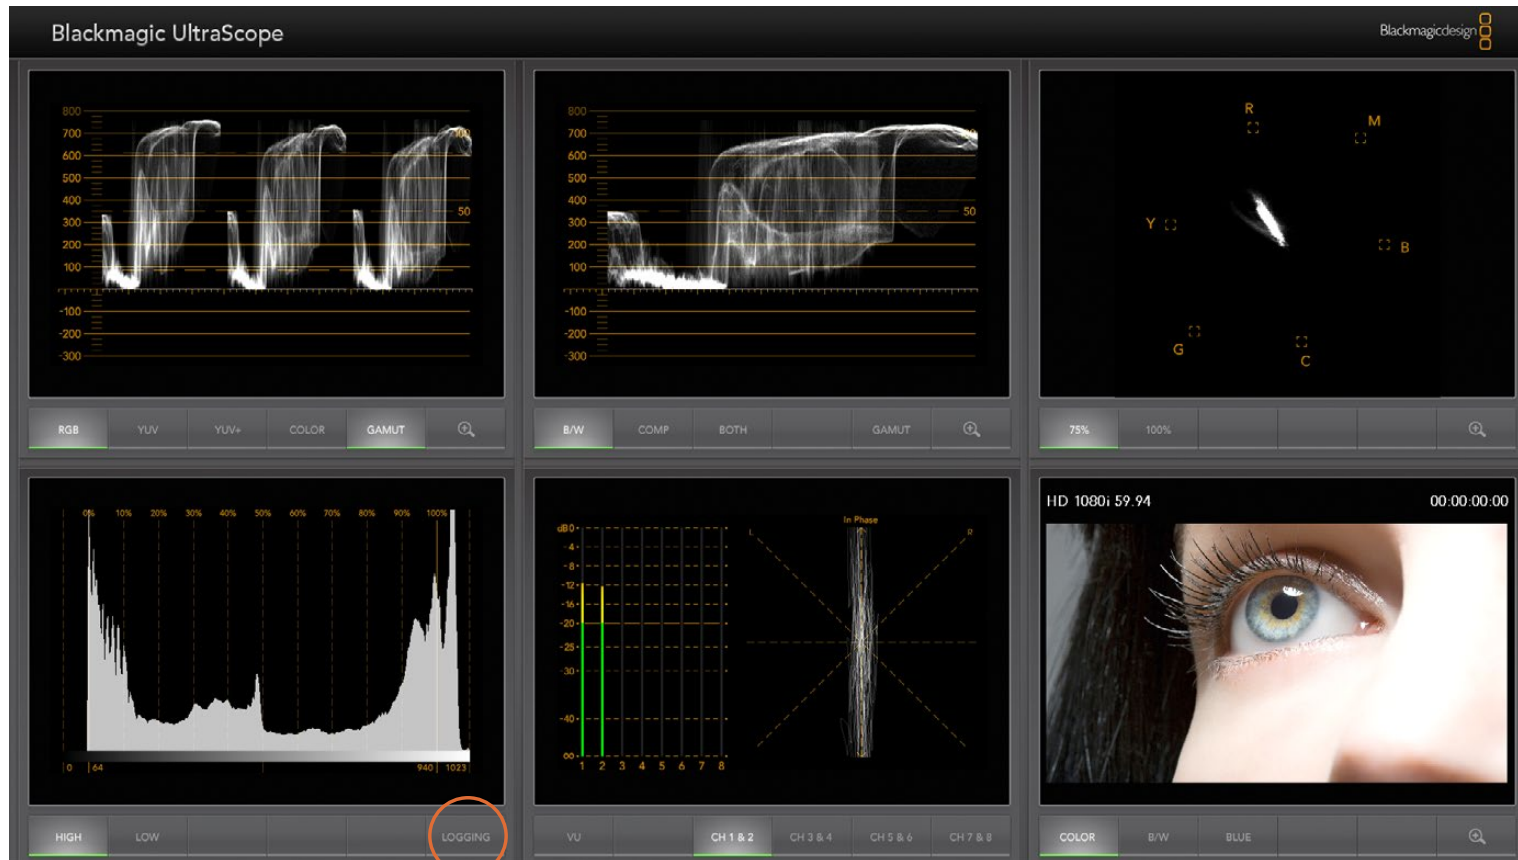 Blackmagic UltraScope
Blackmagicdesign
800
700
600
500
400
300
200
100
-100
-200
-300
50
800
700
600
500
400
300
200
100
-100
-200
-300
50
R
M
Y
B
G
C
RGB YUV YUV+ COLOR GAMUT
B/W COMP BOTH GAMUT
75% 100%
0% 10% 20% 30% 40% 50% 60% 70% 80% 90% 100%
0 64 940 1023
dB0
-4
-8
-12
-16
-20
-25
-30
-40
∞
1 2 3 4 5 6 7 8
In Phase
L R
HD 1080i 59.94 00:00:00:00
HIGH LOW LOGGING
VU CH 1 & 2 CH 3 & 4 CH 5 & 6 CH 7 & 8
COLOR B/W BLUE